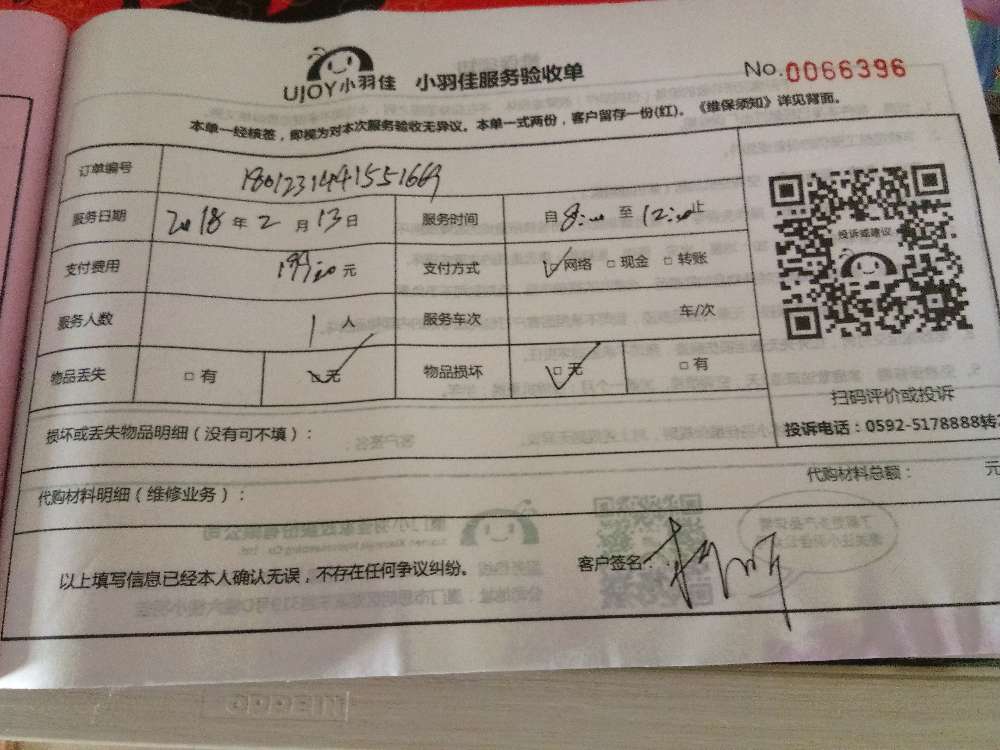 UJOY小羽佳 小羽佳服务验收单 No.0066396
本单一经核签，即视为对本次服务验收无异议。本单一式两份，客户留存一份(红)。《维保须知》详见背面。
订单编号 1801231441551669
服务日期 2018年2月13日 服务时间 自8:00至12:00止
支付费用 元 支付方式 ☑网络 □现金 □转账
服务人数 1人 服务车次 车/次
物品丢失 □有 ☑无 物品损坏 ☑无 □有
投诉或建议
扫码评价或投诉
投诉电话：0592-5178888转
损坏或丢失物品明细（没有可不填）：
代购材料明细（维修业务）： 代购材料总额： 元
以上填写信息已经本人确认无误，不存在任何争议纠纷。 客户签名：